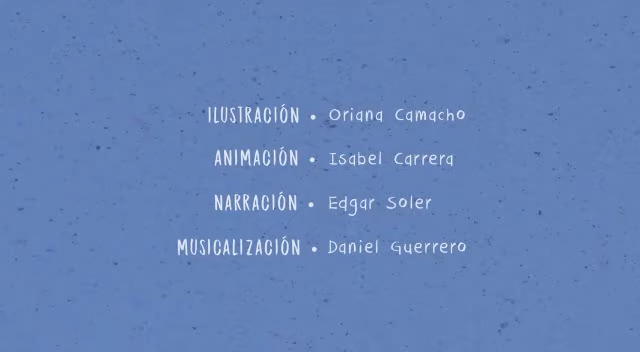 ILUSTRACIÓN • Oriana Camacho
ANIMACIÓN • Isabel Carrera
NARRACIÓN • Edgar Soler
MUSICALIZACIÓN • Daniel Guerrero